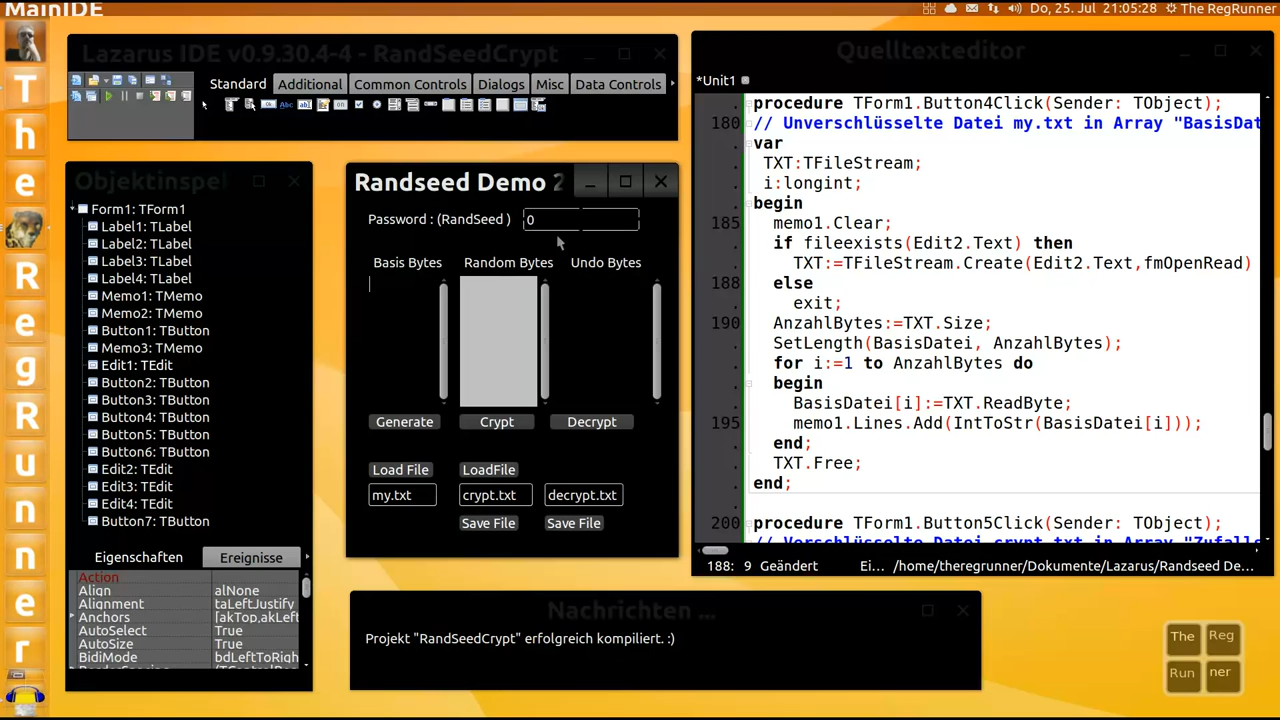 MainIDE
Do, 25. Jul 21:05:28
The RegRunner
T
h
e
R
e
g
R
u
n
n
e
r
Lazarus IDE v0.9.30.4-4 - RandSeedCrypt
Standard
Additional
Common Controls
Dialogs
Misc
Data Controls
Abc
Objektinspe
Form1: TForm1
Label1: TLabel
Label2: TLabel
Label3: TLabel
Label4: TLabel
Memo1: TMemo
Memo2: TMemo
Button1: TButton
Memo3: TMemo
Edit1: TEdit
Button2: TButton
Button3: TButton
Button4: TButton
Button5: TButton
Button6: TButton
Edit2: TEdit
Edit3: TEdit
Edit4: TEdit
Button7: TButton
Eigenschaften
Ereignisse
Action
Align alNone
Alignment taLeftJustify
Anchors [akTop,akLeft
AutoSelect True
AutoSize True
BidiMode bdLeftToRigh
Randseed Demo 2
Password : (RandSeed ) 0
Basis Bytes Random Bytes Undo Bytes
Generate Crypt Decrypt
Load File LoadFile
my.txt crypt.txt decrypt.txt
Save File Save File
Quelltexteditor
*Unit1
procedure TForm1.Button4Click(Sender: TObject);
180 // Unverschlüsselte Datei my.txt in Array "BasisDat
var
TXT:TFileStream;
i:longint;
begin
185 memo1.Clear;
if fileexists(Edit2.Text) then
TXT:=TFileStream.Create(Edit2.Text,fmOpenRead)
188 else
exit;
190 AnzahlBytes:=TXT.Size;
SetLength(BasisDatei, AnzahlBytes);
for i:=1 to AnzahlBytes do
begin
BasisDatei[i]:=TXT.ReadByte;
195 memo1.Lines.Add(IntToStr(BasisDatei[i]));
end;
TXT.Free;
end;
200 procedure TForm1.Button5Click(Sender: TObject);
// Verschlüsselte Datei crypt.txt in Array "Zufalls
188: 9 Geändert Ei... /home/theregrunner/Dokumente/Lazarus/Randseed De...
Nachrichten ...
Projekt "RandSeedCrypt" erfolgreich kompiliert. :)
The Reg
Run ner